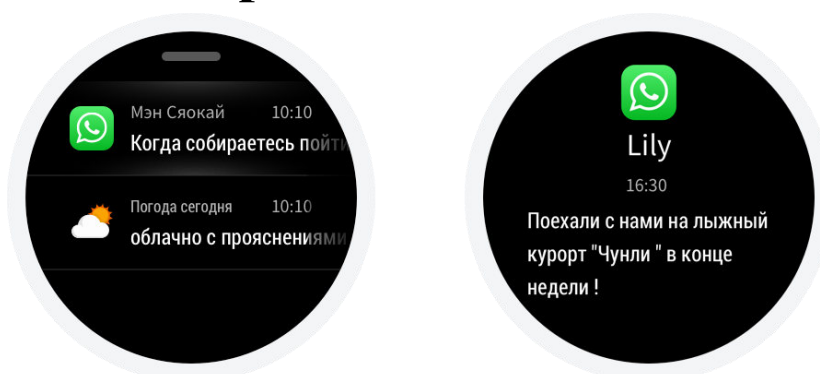 Мэн Сяокай 10:10
Когда собираетесь пойти
Погода сегодня 10:10
облачно с прояснениями
Lily
16:30
Поехали с нами на лыжный
курорт "Чунли " в конце
недели !